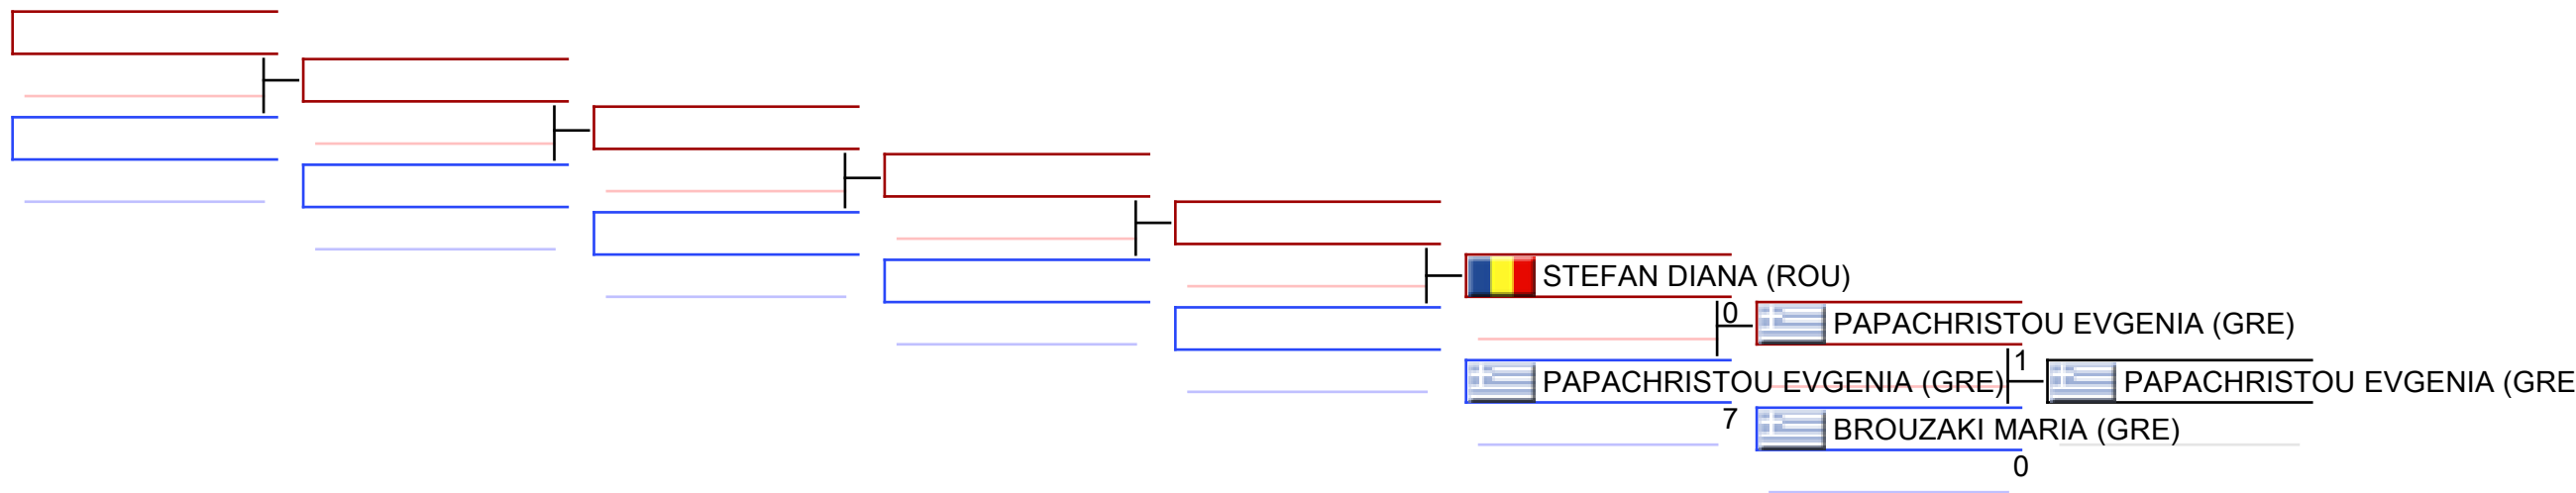 STEFAN DIANA (ROU)
0
PAPACHRISTOU EVGENIA (GRE)
1
PAPACHRISTOU EVGENIA (GRE)
PAPACHRISTOU EVGENIA (GRE
7
BROUZAKI MARIA (GRE)
0